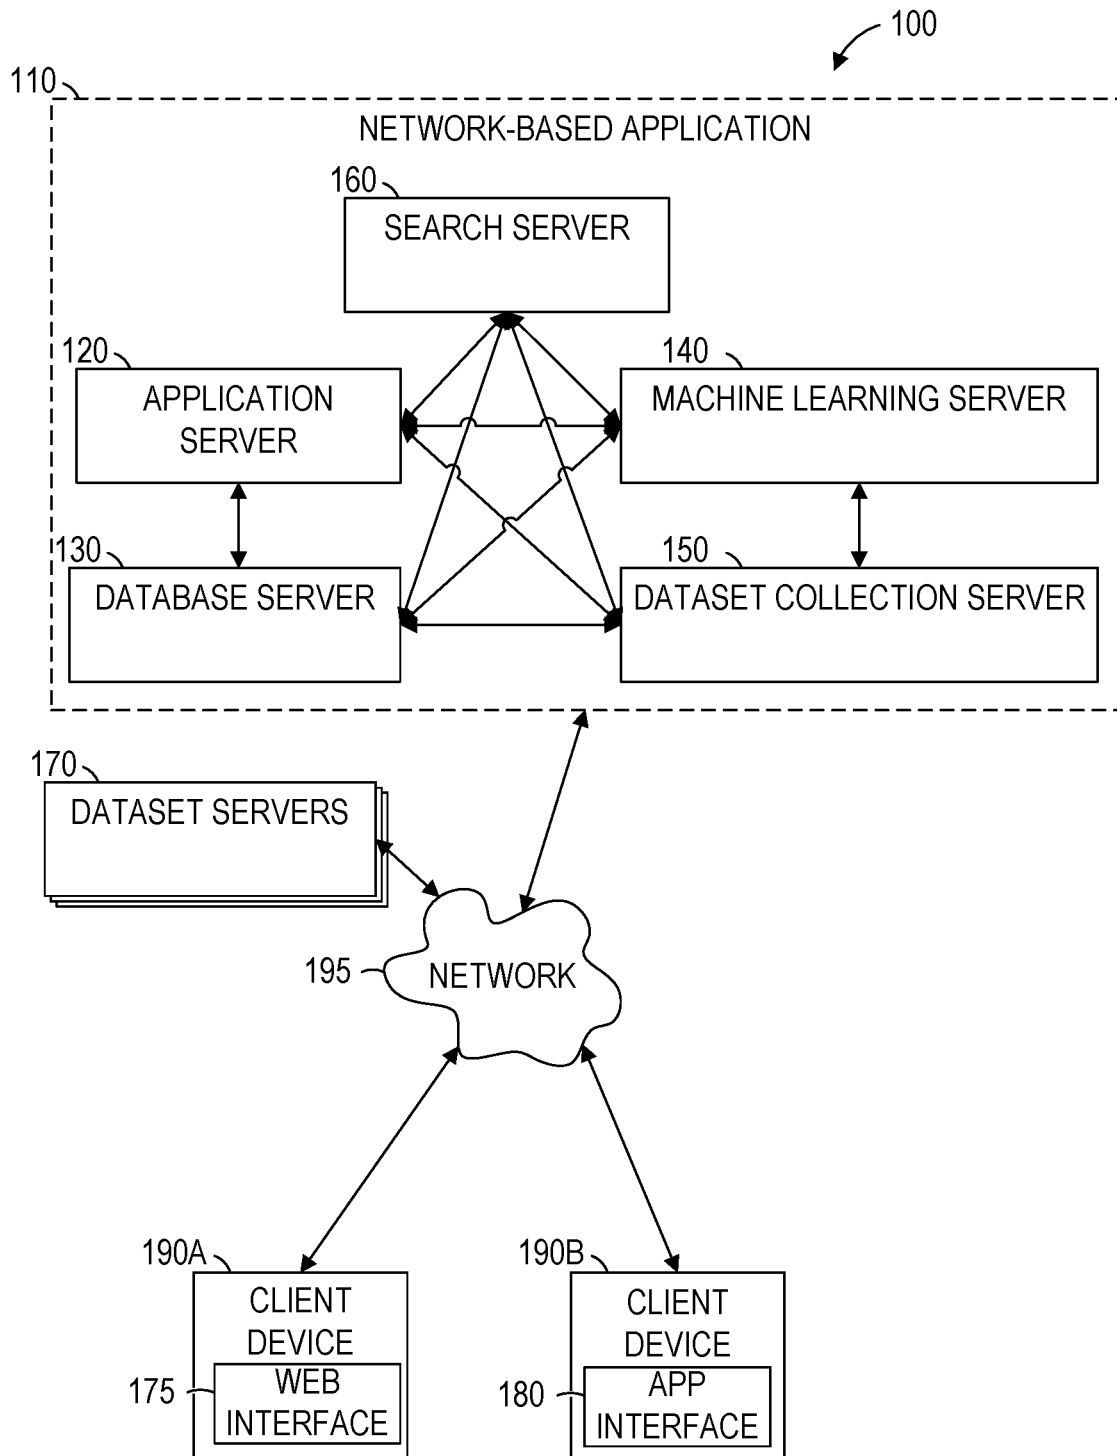 100
110
NETWORK-BASED APPLICATION
160
SEARCH SERVER
120
APPLICATION
SERVER
140
MACHINE LEARNING SERVER
130
DATABASE SERVER
150
DATASET COLLECTION SERVER
170
DATASET SERVERS
195
NETWORK
190A
CLIENT
DEVICE
175
WEB
INTERFACE
190B
CLIENT
DEVICE
180
APP
INTERFACE